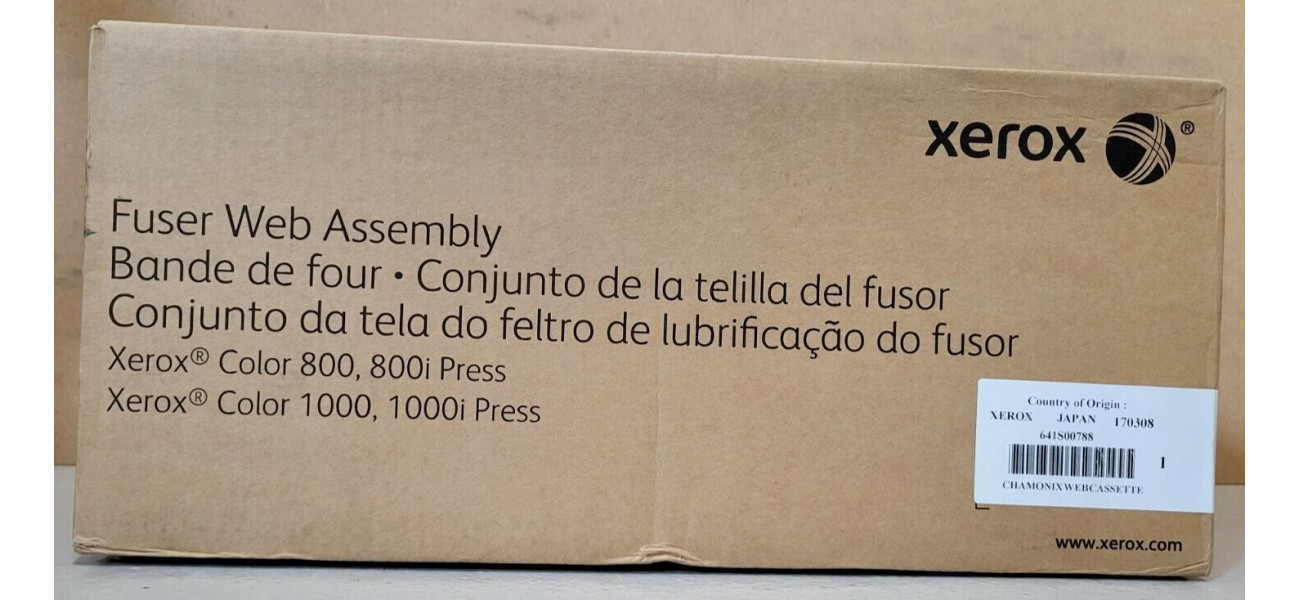 xerox ®
Fuser Web Assembly
Bande de four • Conjunto de la telilla del fusor
Conjunto da tela do feltro de lubrificação do fusor
Xerox® Color 800, 800i Press
Xerox® Color 1000, 1000i Press
Country of Origin :
XEROX JAPAN 170308
641S00788
1
CHAMONIXWEBCASSETTE
www.xerox.com